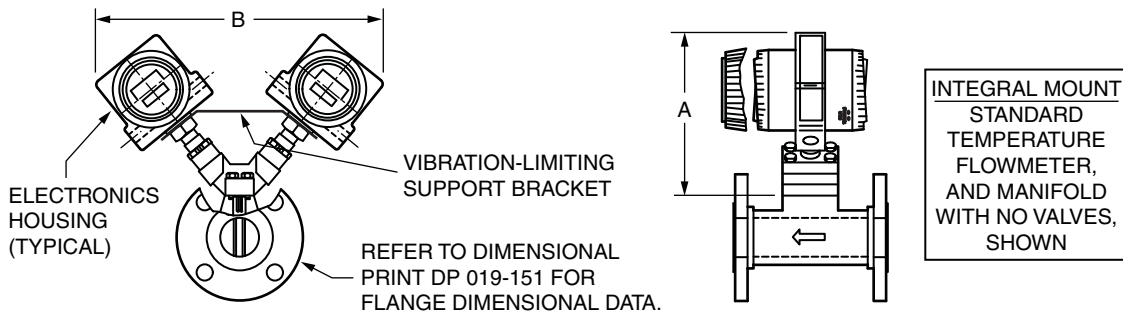 B
ELECTRONICS
HOUSING
(TYPICAL)
VIBRATION-LIMITING
SUPPORT BRACKET
REFER TO DIMENSIONAL
PRINT DP 019-151 FOR
FLANGE DIMENSIONAL DATA.
A
INTEGRAL MOUNT
STANDARD
TEMPERATURE
FLOWMETER,
AND MANIFOLD
WITH NO VALVES,
SHOWN